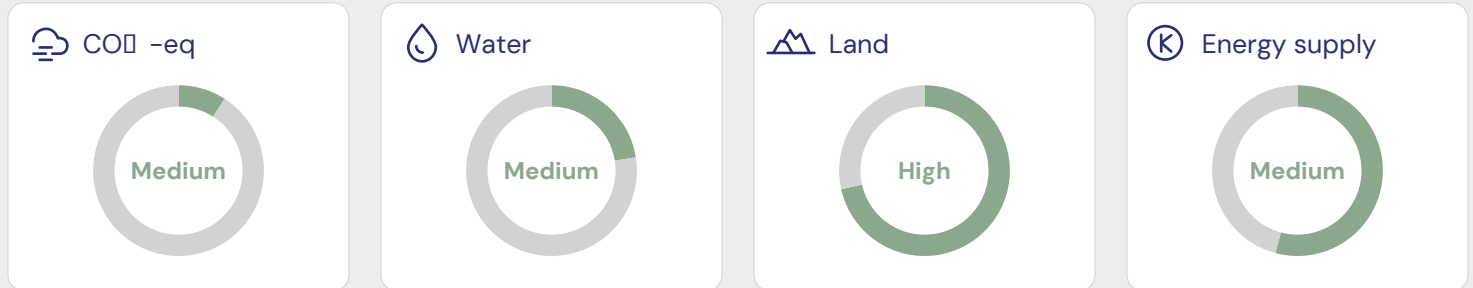 CO▯ -eq
Water
Land
Energy supply
Medium
Medium
High
Medium